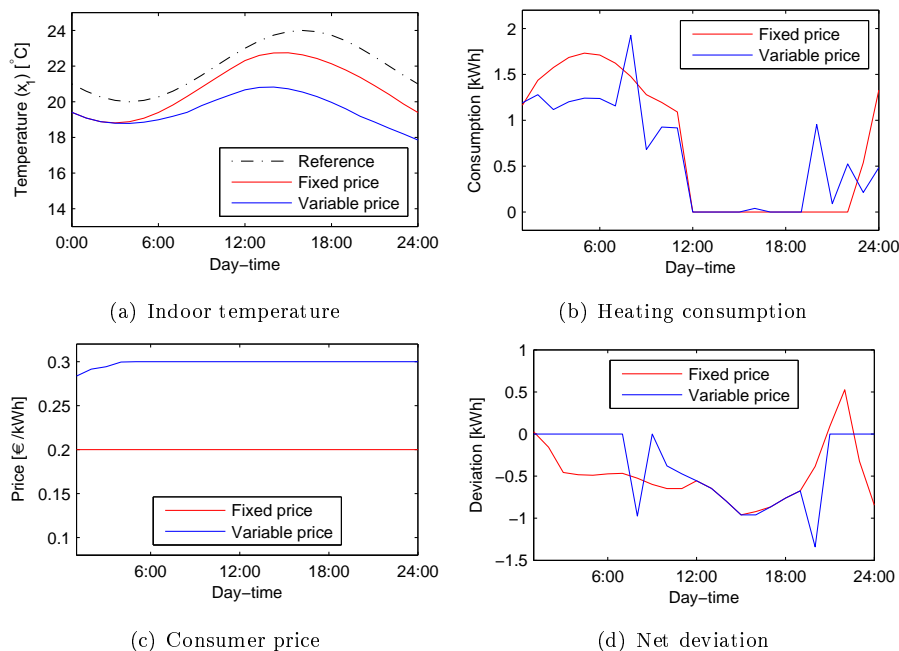 24
22
20
18
16
14
Temperature (x1) [°C]
Reference
Fixed price
Variable price
0:00 6:00 12:00 18:00 24:00
Day-time
(a) Indoor temperature
2
1.5
1
0.5
0
Consumption [kWh]
Fixed price
Variable price
6:00 12:00 18:00 24:00
Day-time
(b) Heating consumption
0.3
0.2
0.1
Price [€/kWh]
Fixed price
Variable price
6:00 12:00 18:00 24:00
Day-time
(c) Consumer price
1
0.5
0
-0.5
-1
-1.5
Deviation [kWh]
Fixed price
Variable price
6:00 12:00 18:00 24:00
Day-time
(d) Net deviation